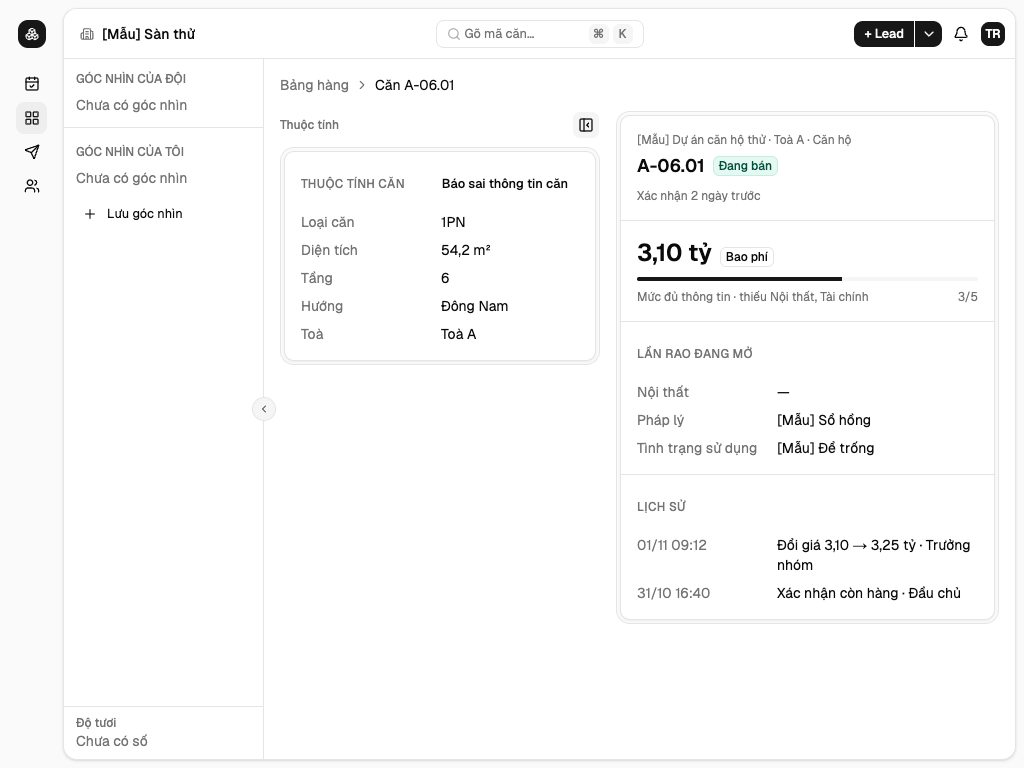 [Mẫu] Sàn thử
Gõ mã căn…
⌘ K
+ Lead
TR
GÓC NHÌN CỦA ĐỘI
Chưa có góc nhìn
GÓC NHÌN CỦA TÔI
Chưa có góc nhìn
Lưu góc nhìn
Độ tươi
Chưa có số
Bảng hàng
Căn A-06.01
Thuộc tính
THUỘC TÍNH CĂN
Báo sai thông tin căn
Loại căn 1PN
Diện tích 54,2 m²
Tầng 6
Hướng Đông Nam
Toà Toà A
[Mẫu] Dự án căn hộ thử · Toà A · Căn hộ
A-06.01 Đang bán
Xác nhận 2 ngày trước
3,10 tỷ Bao phí
Mức đủ thông tin · thiếu Nội thất, Tài chính 3/5
LẦN RAO ĐANG MỞ
Nội thất —
Pháp lý [Mẫu] Sổ hồng
Tình trạng sử dụng [Mẫu] Để trống
LỊCH SỬ
01/11 09:12 Đổi giá 3,10 → 3,25 tỷ · Trưởng
nhóm
31/10 16:40 Xác nhận còn hàng · Đầu chủ